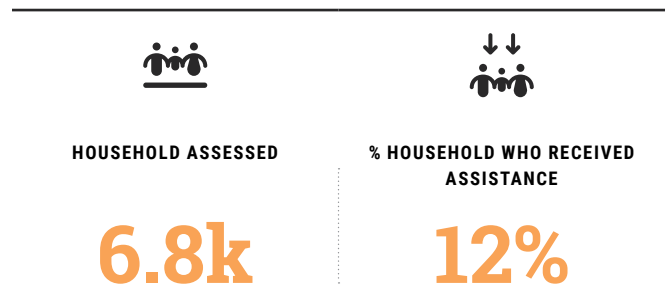 HOUSEHOLD ASSESSED
6.8k
% HOUSEHOLD WHO RECEIVED
ASSISTANCE
12%